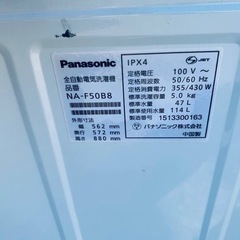 Panasonic
IPX4
JET
全自動電気洗濯機
品番
NA-F50B8
幅 562 mm
奥行 572 mm
高さ 880 mm
定格電圧 100 V ～
定格周波数 50/60 Hz
定格消費電力 355/430 W
標準洗濯容量 5.0 kg
標準水量 47 L
標準使用水量 114 L
製造番号 1513300163
パナソニック株式会社
中国製